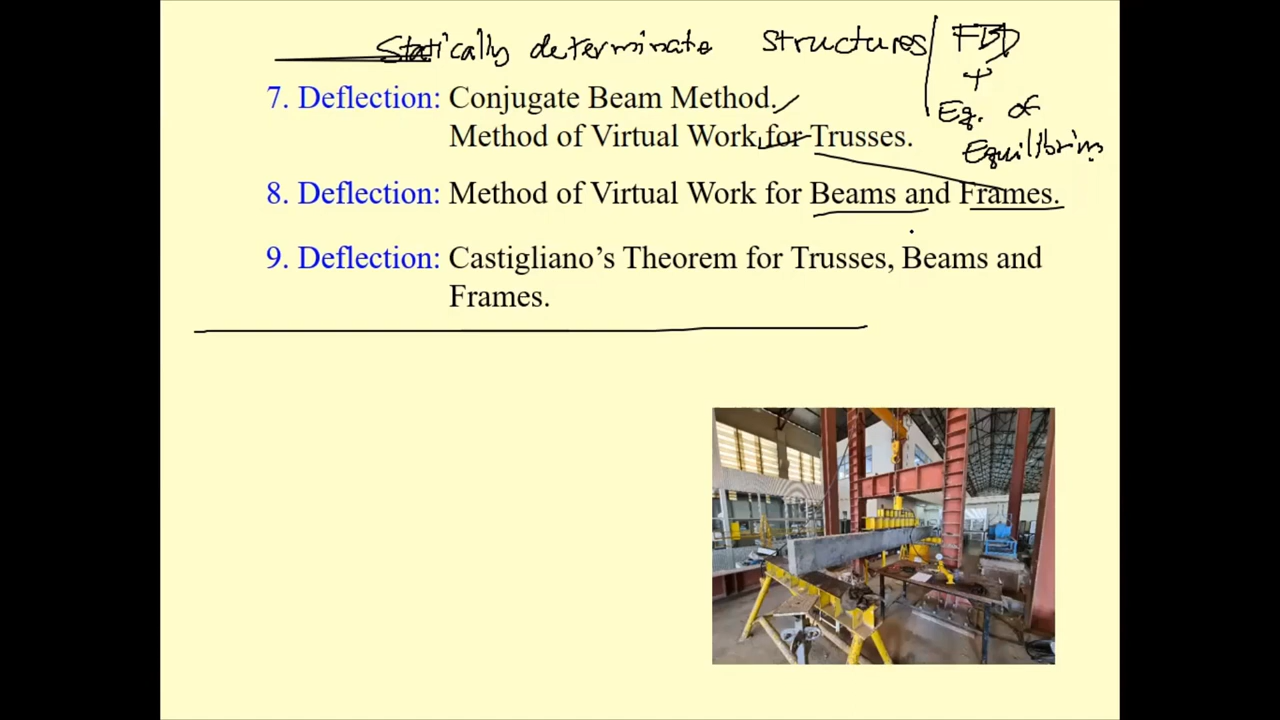 Statically determinate structures
FBD
+
Eq. of
Equilibrium
7. Deflection: Conjugate Beam Method.
Method of Virtual Work for Trusses.
8. Deflection: Method of Virtual Work for Beams and Frames.
9. Deflection: Castigliano’s Theorem for Trusses, Beams and
Frames.